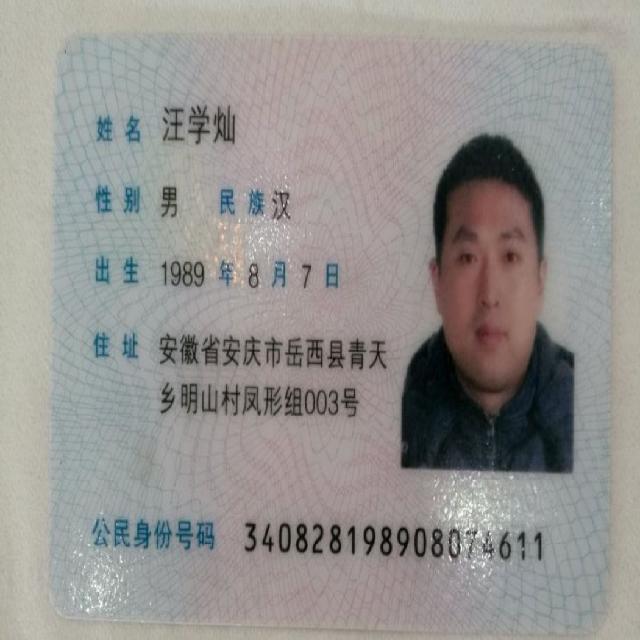 姓名 汪学灿
性别 男 民族 汉
出生 1989 年 8 月 7 日
住址 安徽省安庆市岳西县青天
乡明山村凤形组003号
公民身份号码 340828198908074611